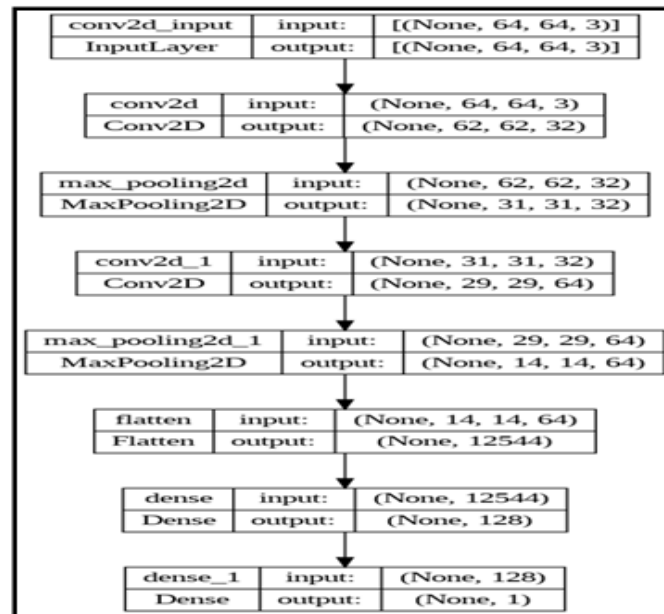 conv2d_input input: [(None, 64, 64, 3)]
InputLayer output: [(None, 64, 64, 3)]
conv2d input: (None, 64, 64, 3)
Conv2D output: (None, 62, 62, 32)
max_pooling2d input: (None, 62, 62, 32)
MaxPooling2D output: (None, 31, 31, 32)
conv2d_1 input: (None, 31, 31, 32)
Conv2D output: (None, 29, 29, 64)
max_pooling2d_1 input: (None, 29, 29, 64)
MaxPooling2D output: (None, 14, 14, 64)
flatten input: (None, 14, 14, 64)
Flatten output: (None, 12544)
dense input: (None, 12544)
Dense output: (None, 128)
dense_1 input: (None, 128)
Dense output: (None, 1)